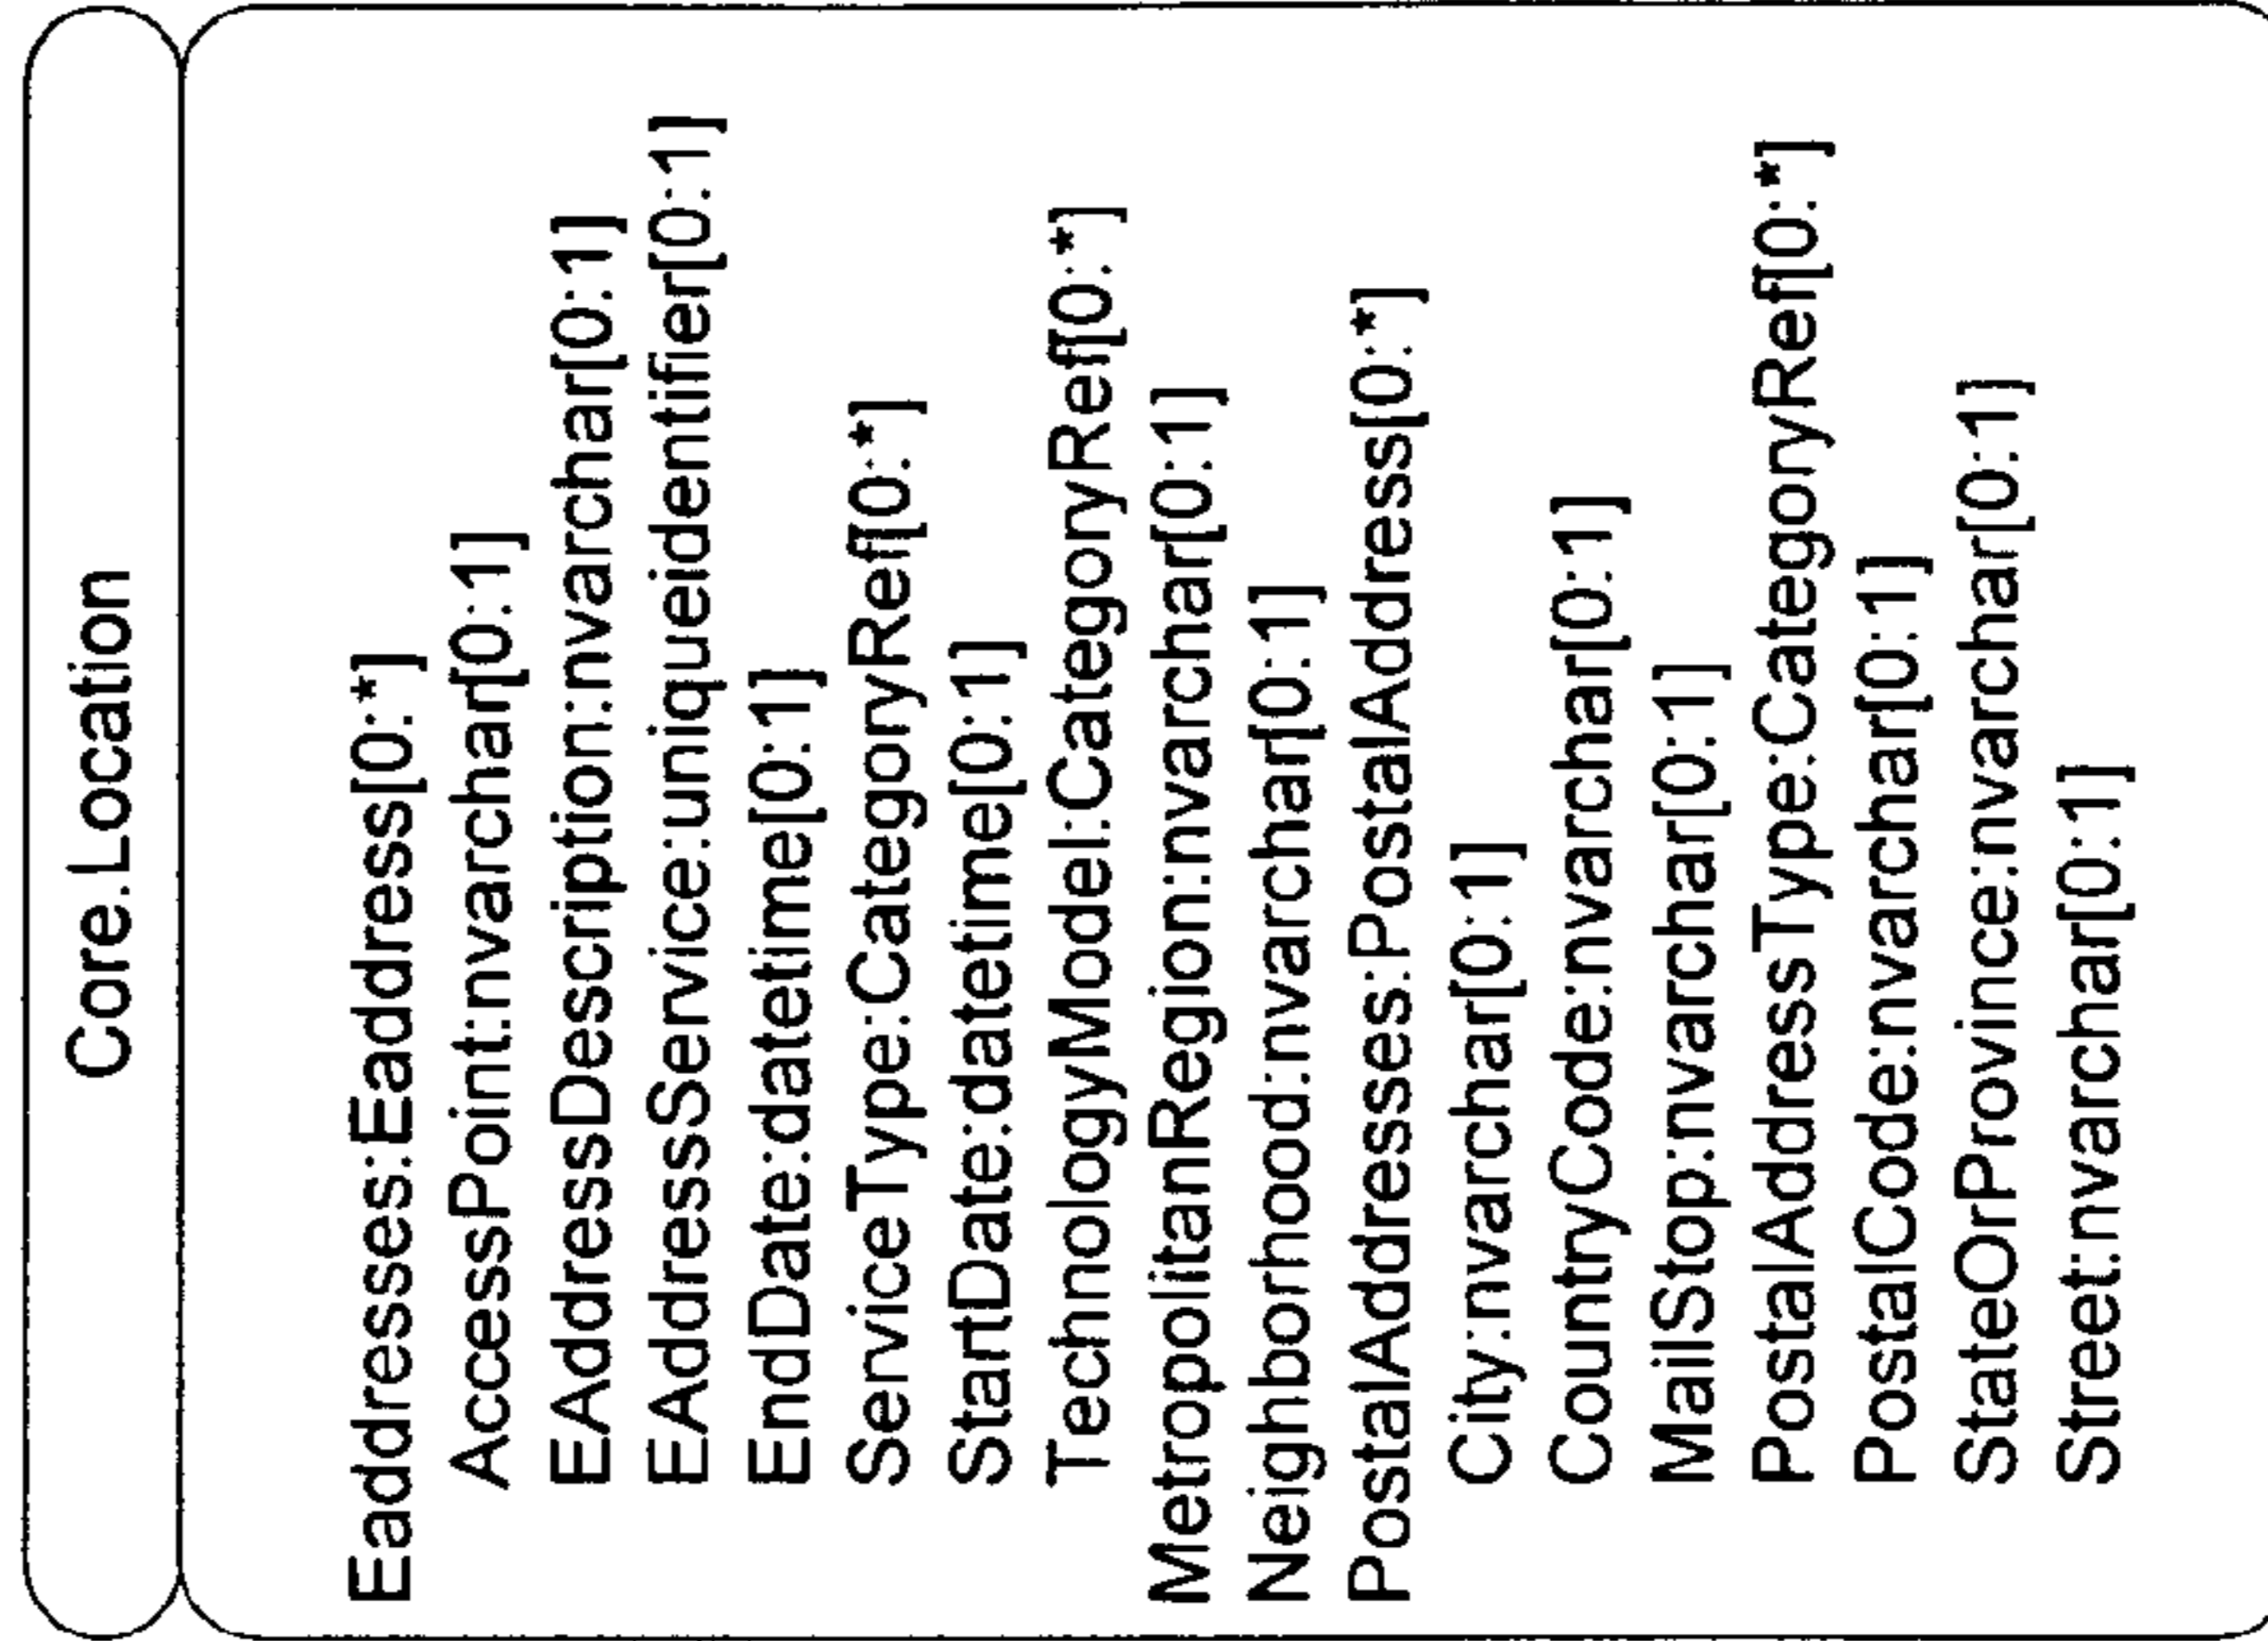 Core.Location
Eaddresses:Eaddress[0:*]
AccessPoint:nvarchar[0:1]
EAddressDescription:nvarchar[0:1]
EAddressService:uniqueidentifier[0:1]
EndDate:datetime[0:1]
ServiceType:CategoryRef[0:*]
StartDate:datetime[0:1]
TechnologyModel:CategoryRef[0:*]
MetropolitanRegion:nvarchar[0:1]
Neighborhood:nvarchar[0:1]
PostalAddresses:PostalAddress[0:*]
City:nvarchar[0:1]
CountryCode:nvarchar[0:1]
MailStop:nvarchar[0:1]
PostalAddressType:CategoryRef[0:*]
PostalCode:nvarchar[0:1]
StateOrProvince:nvarchar[0:1]
Street:nvarchar[0:1]